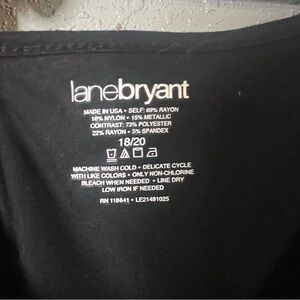 lanebryant
MADE IN USA • SELF: 69% RAYON
16% NYLON • 15% METALLIC
CONTRAST: 73% POLYESTER
22% RAYON • 5% SPANDEX
18/20
MACHINE WASH COLD • DELICATE CYCLE
WITH LIKE COLORS • ONLY NON-CHLORINE
BLEACH WHEN NEEDED • LINE DRY
LOW IRON IF NEEDED
RN 118641 • LE21491025